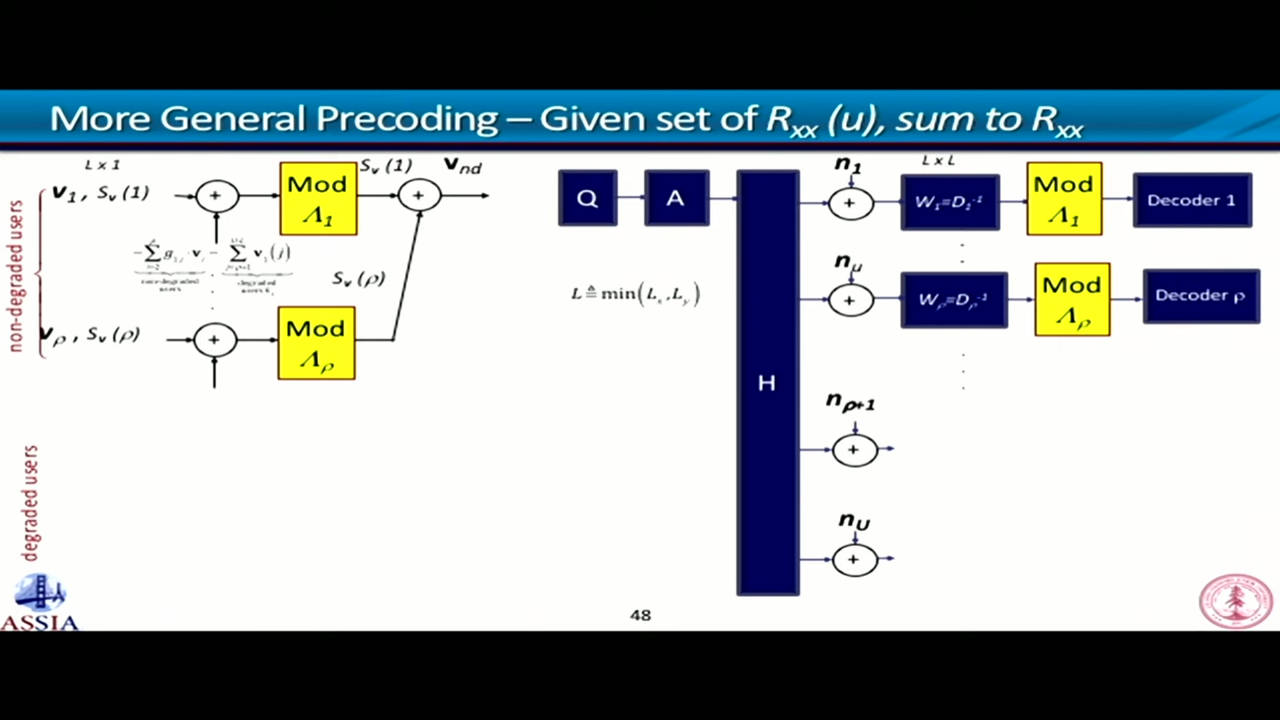 More General Precoding – Given set of Rxx (u), sum to Rxx
non-degraded users
L x 1
v1 , Sv (1)
+
Mod
Λ1
Sv (1)
+
vnd
Sv (ρ)
vρ , Sv (ρ)
+
Mod
Λρ
degraded users
Q
A
L ≜ min(Lx , Ly)
H
n1
+
L x L
W1=D1-1
Mod
Λ1
Decoder 1
nu
+
Wρ=Dρ-1
Mod
Λρ
Decoder ρ
nρ+1
+
nU
+
ASSIA
48